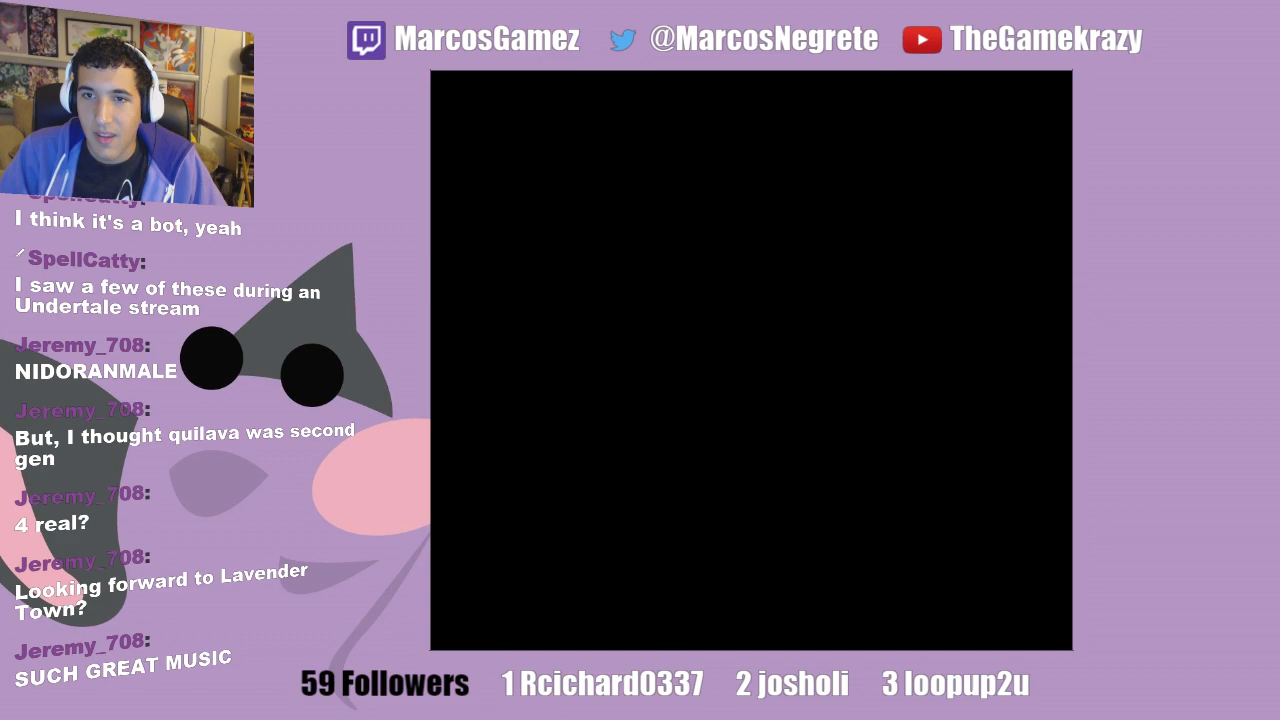 MarcosGamez @MarcosNegrete TheGamekrazy
SpellCatty:
I think it's a bot, yeah
SpellCatty:
I saw a few of these during an
Undertale stream
Jeremy_708:
NIDORANMALE
Jeremy_708:
But, I thought quilava was second
gen
Jeremy_708:
4 real?
Jeremy_708:
Looking forward to Lavender
Town?
Jeremy_708:
SUCH GREAT MUSIC
59 Followers 1 Rcichard0337 2 josholi 3 loopup2u